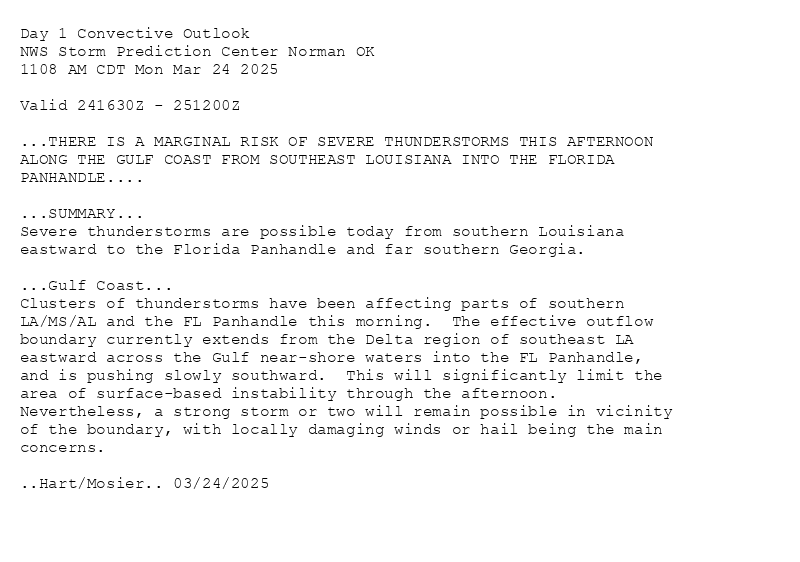 Day 1 Convective Outlook
NWS Storm Prediction Center Norman OK
1108 AM CDT Mon Mar 24 2025

Valid 241630Z - 251200Z

...THERE IS A MARGINAL RISK OF SEVERE THUNDERSTORMS THIS AFTERNOON
ALONG THE GULF COAST FROM SOUTHEAST LOUISIANA INTO THE FLORIDA
PANHANDLE....

...SUMMARY...
Severe thunderstorms are possible today from southern Louisiana
eastward to the Florida Panhandle and far southern Georgia.

...Gulf Coast...
Clusters of thunderstorms have been affecting parts of southern
LA/MS/AL and the FL Panhandle this morning.  The effective outflow
boundary currently extends from the Delta region of southeast LA
eastward across the Gulf near-shore waters into the FL Panhandle,
and is pushing slowly southward.  This will significantly limit the
area of surface-based instability through the afternoon.
Nevertheless, a strong storm or two will remain possible in vicinity
of the boundary, with locally damaging winds or hail being the main
concerns.

..Hart/Mosier.. 03/24/2025